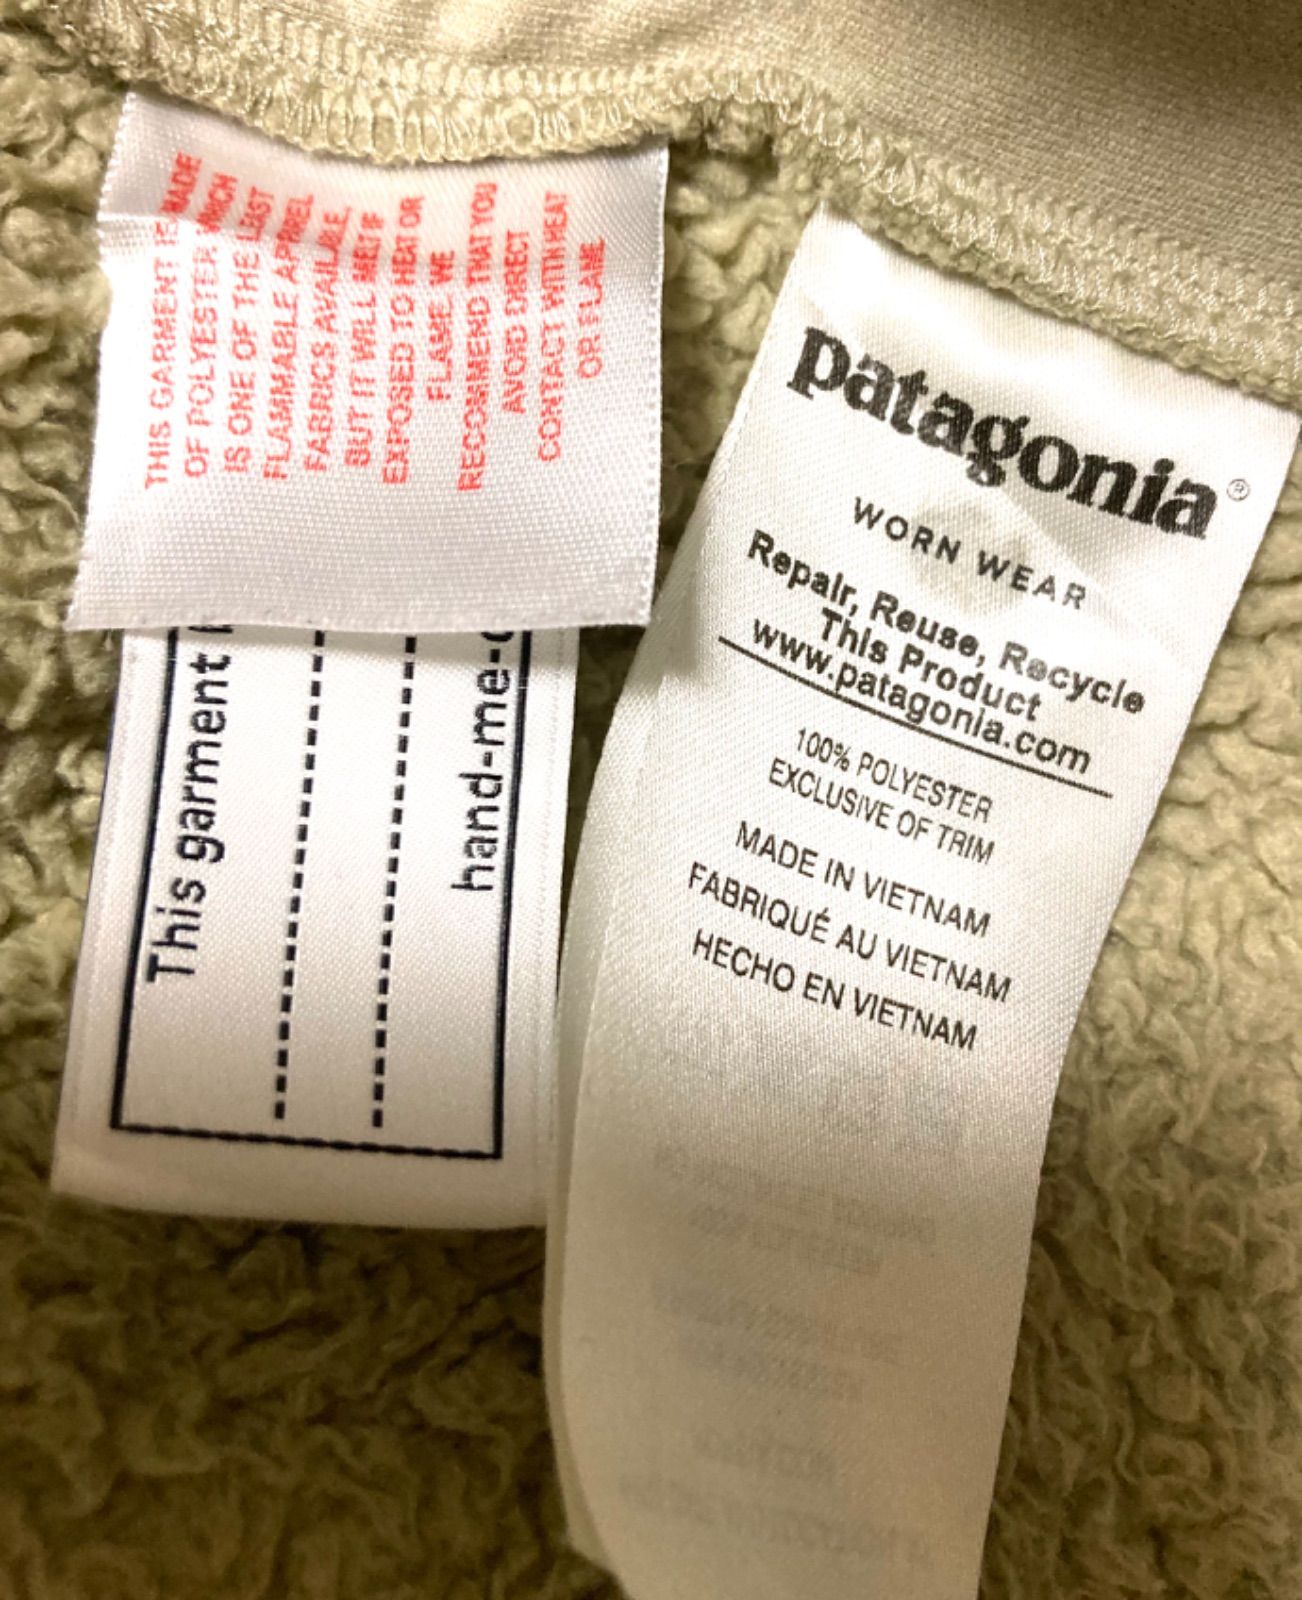 THIS GARMENT IS MADE
OF POLYESTER WHICH
IS ONE OF THE LEAST
FLAMMABLE APPAREL
FABRICS AVAILABLE,
BUT IT WILL MELT IF
EXPOSED TO HEAT OR
FLAME. WE
RECOMMEND THAT YOU
AVOID DIRECT
CONTACT WITH HEAT
OR FLAME
This garment
hand-me-
patagonia®
WORN WEAR
Repair, Reuse, Recycle
This Product
www.patagonia.com
100% POLYESTER
EXCLUSIVE OF TRIM
MADE IN VIETNAM
FABRIQUÉ AU VIETNAM
HECHO EN VIETNAM